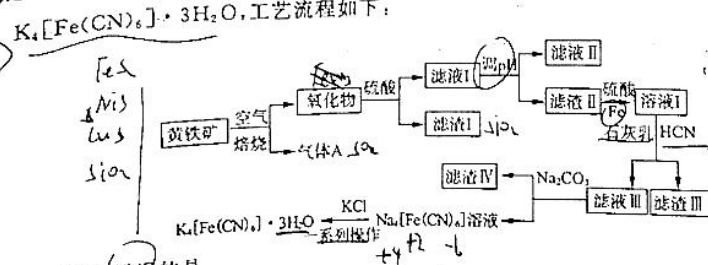 K₄[Fe(CN)₆]·3H₂O,工艺流程如下:
FeS
NiS
CuS
SiO₂
黄铁矿
空气
焙烧
氧化物
气体A SO₂
硫酸
滤液Ⅰ
滤渣Ⅰ SiO₂
调pH
滤液Ⅱ
滤渣Ⅱ
硫酸
Fe
溶液Ⅰ
石灰乳
HCN
滤液Ⅲ
滤渣Ⅲ
Na₂CO₃
滤渣Ⅳ
Na₄[Fe(CN)₆]溶液
KCl
一系列操作
K₄[Fe(CN)₆]·3H₂O
+4 +2 -6